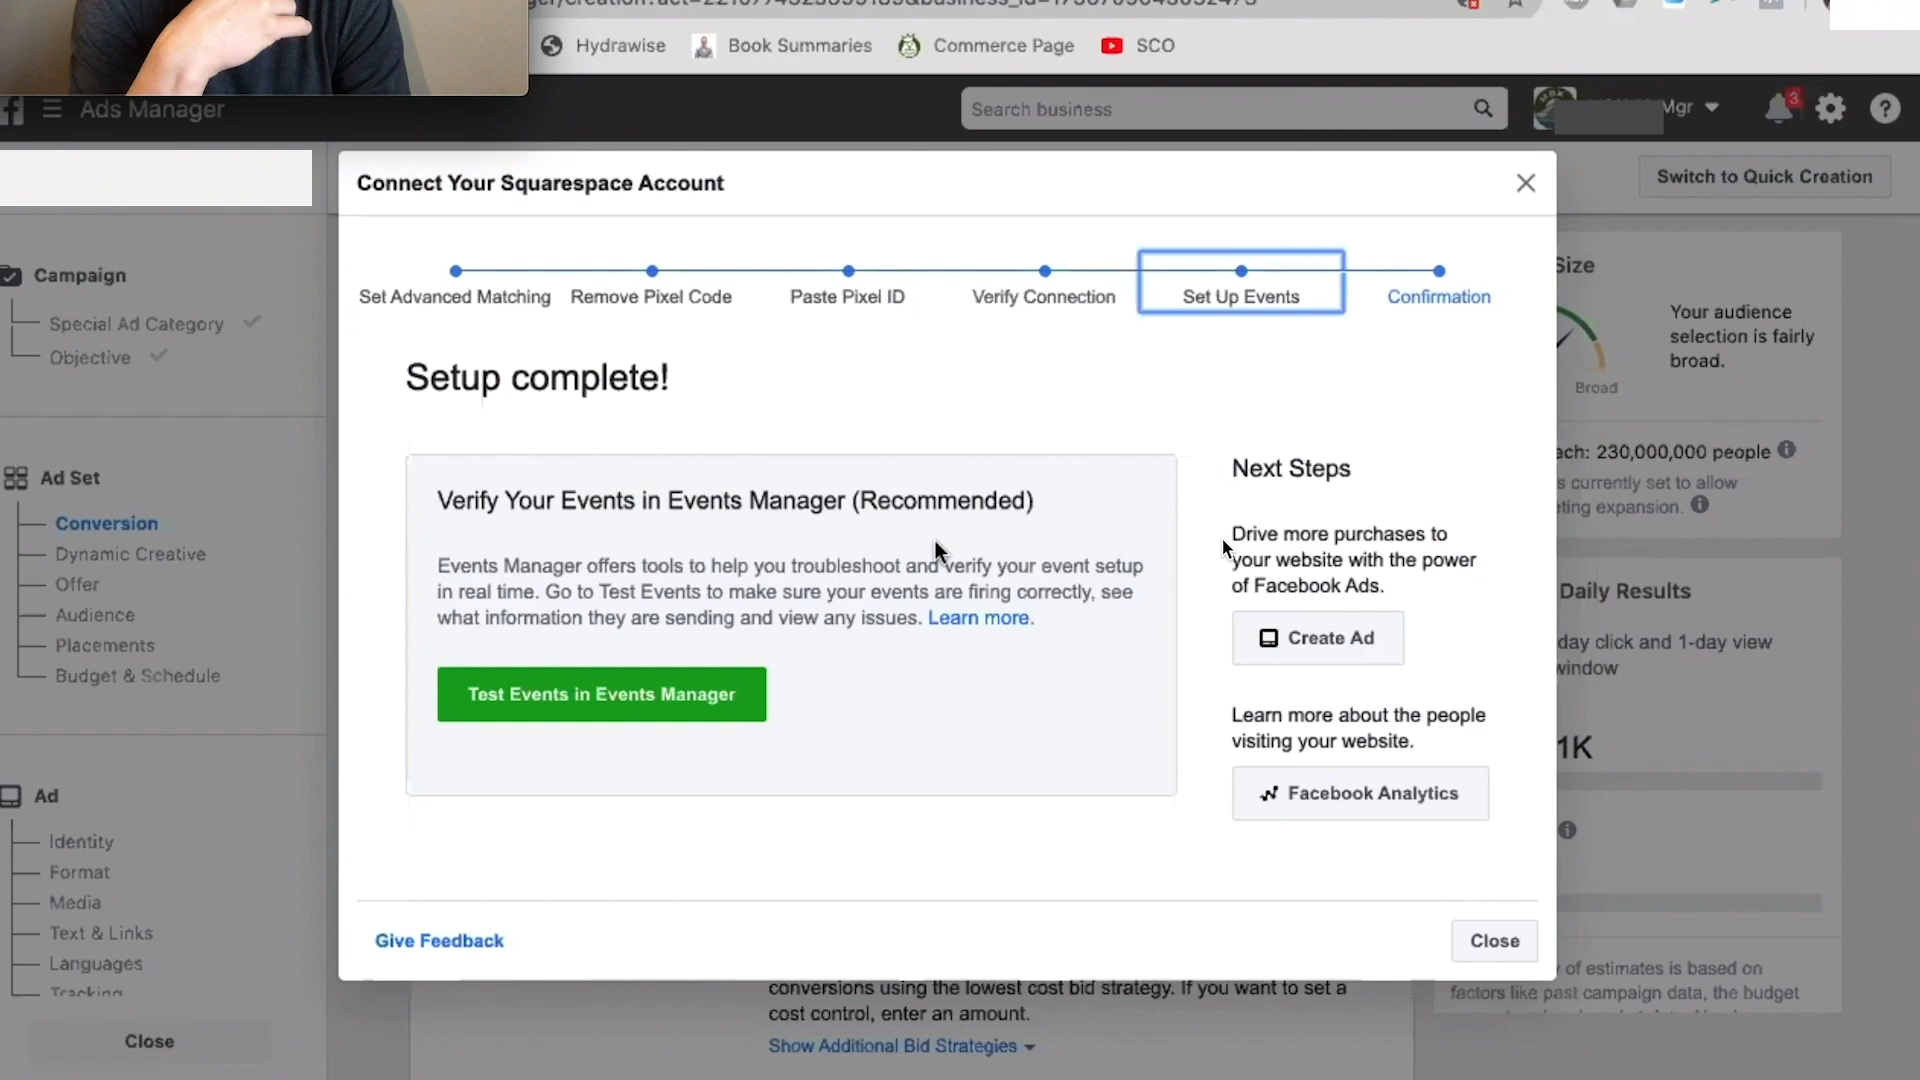 Hydrawise
Book Summaries
Commerce Page
SCO
Ads Manager
Search business
Mgr
3
Switch to Quick Creation
Connect Your Squarespace Account
Set Advanced Matching
Remove Pixel Code
Paste Pixel ID
Verify Connection
Set Up Events
Confirmation
Setup complete!
Verify Your Events in Events Manager (Recommended)
Events Manager offers tools to help you troubleshoot and verify your event setup
in real time. Go to Test Events to make sure your events are firing correctly, see
what information they are sending and view any issues. Learn more.
Test Events in Events Manager
Next Steps
Drive more purchases to
your website with the power
of Facebook Ads.
Create Ad
Learn more about the people
visiting your website.
Facebook Analytics
Give Feedback
Close
Campaign
Special Ad Category
Objective
Ad Set
Conversion
Dynamic Creative
Offer
Audience
Placements
Budget & Schedule
Ad
Identity
Format
Media
Text & Links
Languages
Tracking
Close
Size
Your audience
selection is fairly
broad.
Broad
ach: 230,000,000 people
s currently set to allow
eting expansion.
Daily Results
day click and 1-day view
window
1K
y of estimates is based on
factors like past campaign data, the budget
conversions using the lowest cost bid strategy. If you want to set a
cost control, enter an amount.
Show Additional Bid Strategies